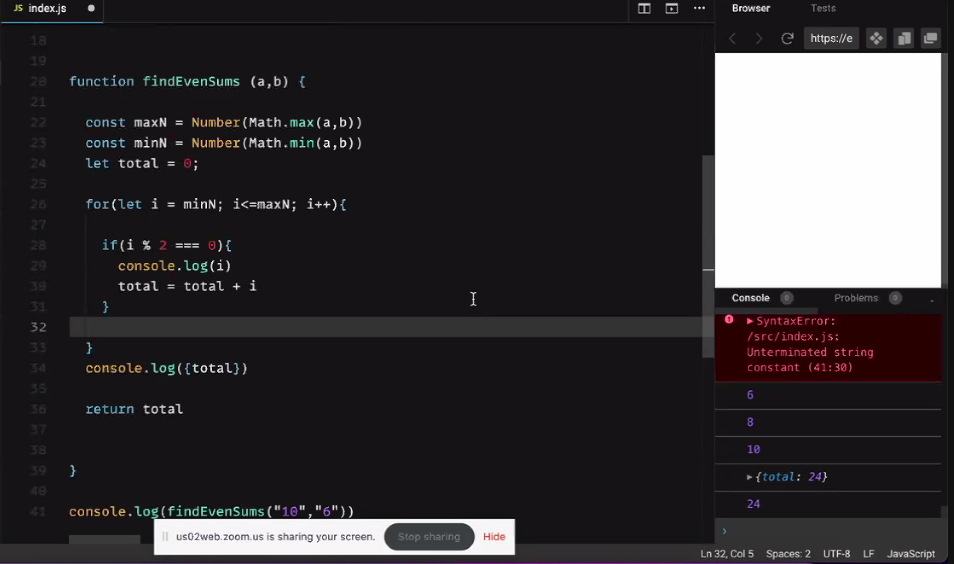 JS index.js
Browser Tests
https://e
18
19
20 function findEvenSums (a,b) {
21
22 const maxN = Number(Math.max(a,b))
23 const minN = Number(Math.min(a,b))
24 let total = 0;
25
26 for(let i = minN; i<=maxN; i++){
27
28 if(i % 2 === 0){
29 console.log(i)
30 total = total + i
31 }
32
33 }
34 console.log({total})
35
36 return total
37
38
39 }
40
41 console.log(findEvenSums("10","6"))
Console 0 Problems 0
▶ SyntaxError:
/src/index.js:
Unterminated string
constant (41:30)
6
8
10
▶ {total: 24}
24
us02web.zoom.us is sharing your screen. Stop sharing Hide
Ln 32, Col 5 Spaces: 2 UTF-8 LF JavaScript